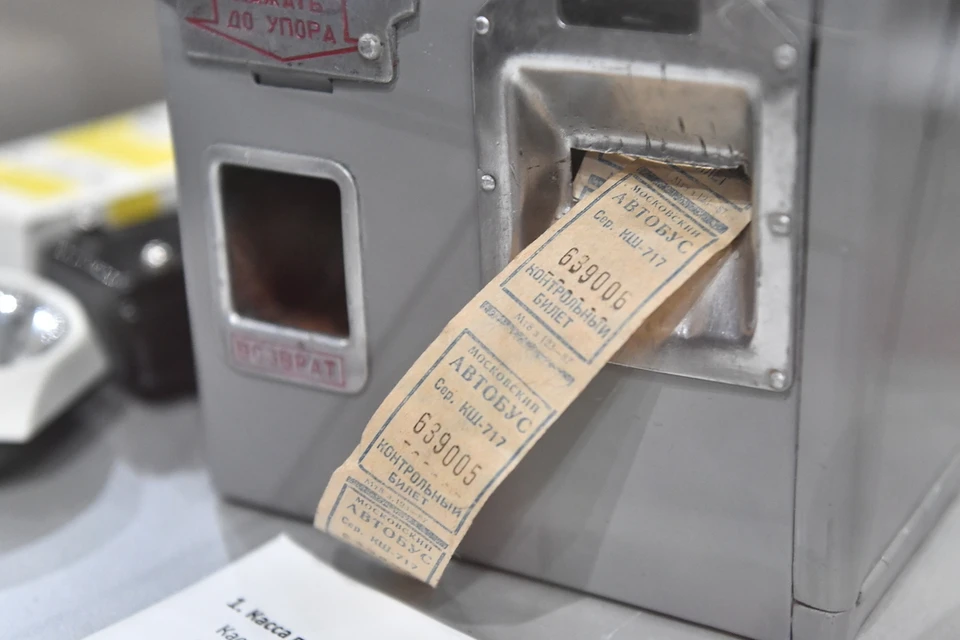 ДО УПОРА
ВОЗВРАТ
МОСКОВСКИЙ
АВТОБУС
Сер. КШ-717
639006
КОНТРОЛЬНЫЙ
БИЛЕТ
МОСКОВСКИЙ
АВТОБУС
Сер. КШ-717
639005
КОНТРОЛЬНЫЙ
БИЛЕТ
МОСКОВСКИЙ
АВТОБУС
Сер. КШ-717
1. Касса